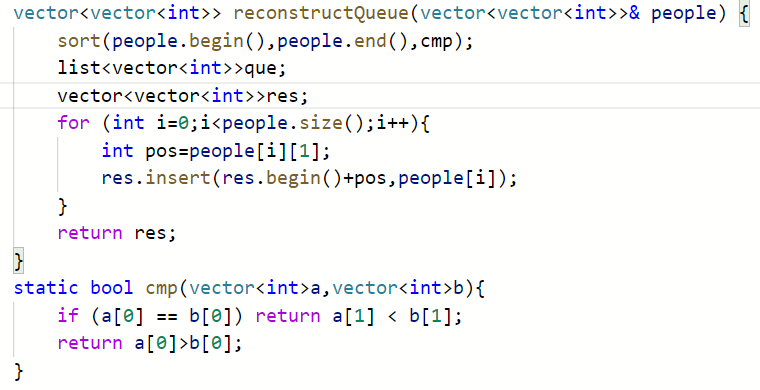 vector<vector<int>> reconstructQueue(vector<vector<int>>& people) {
    sort(people.begin(),people.end(),cmp);
    list<vector<int>>que;
    vector<vector<int>>res;
    for (int i=0;i<people.size();i++){
        int pos=people[i][1];
        res.insert(res.begin()+pos,people[i]);
    }
    return res;
}
static bool cmp(vector<int>a,vector<int>b){
    if (a[0] == b[0]) return a[1] < b[1];
    return a[0]>b[0];
}